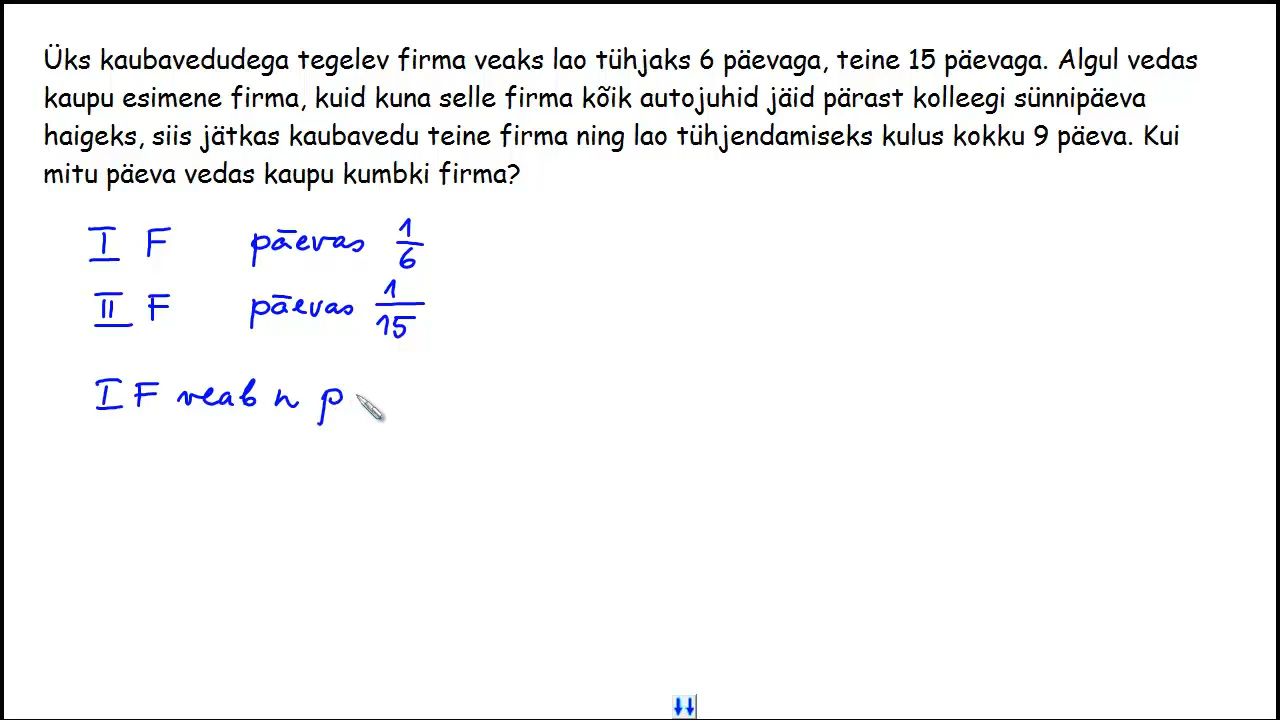 Üks kaubavedudega tegelev firma veaks lao tühjaks 6 päevaga, teine 15 päevaga. Algul vedas
kaupu esimene firma, kuid kuna selle firma kõik autojuhid jäid pärast kolleegi sünnipäeva
haigeks, siis jätkas kaubavedu teine firma ning lao tühjendamiseks kulus kokku 9 päeva. Kui
mitu päeva vedas kaupu kumbki firma?
I F päevas 1/6
II F päevas 1/15
I F veab n p